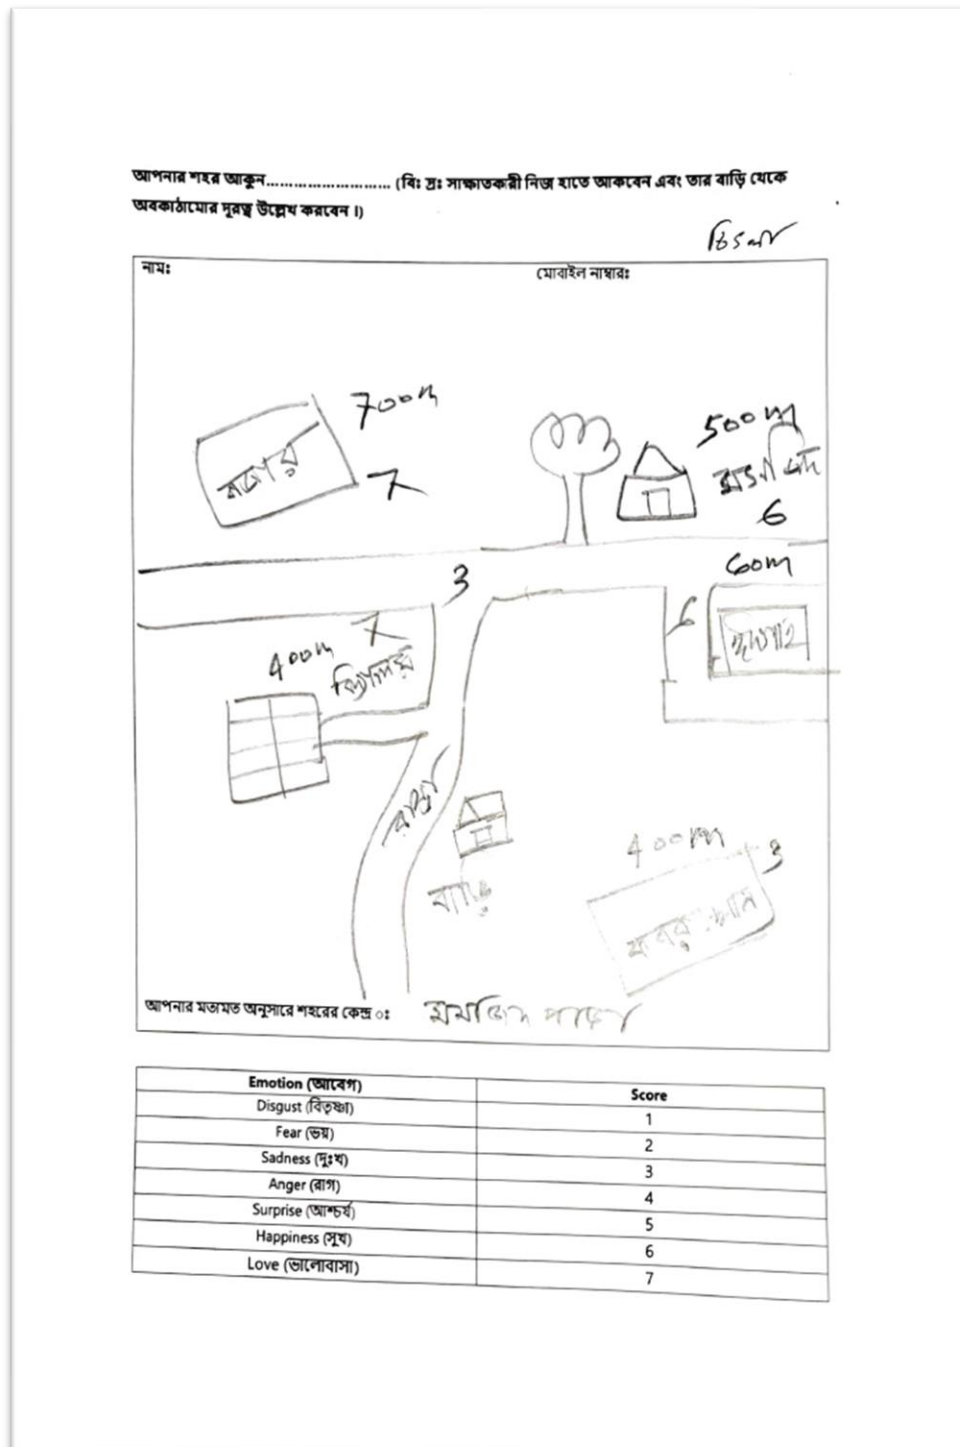 আপনার শহর আকুন.............................. (বিঃ দ্রঃ সাক্ষাতকারী নিজ হাতে আকবেন এবং তার বাড়ি থেকে
অবকাঠামোর দূরত্ব উল্লেখ করবেন।)
নামঃ মোবাইল নাম্বারঃ
700m
বাজার
7
500m
মসজিদ
6
3
60m
6
ঈদগাহ
7
400m
বিদ্যালয়
রাস্তা
বাড়ি
400m
3
কবরস্থান
আপনার মতামত অনুসারে শহরের কেন্দ্র ঃ মসজিদ পাড়া
Emotion (আবেগ) Score
Disgust (বিতৃষ্ণা) 1
Fear (ভয়) 2
Sadness (দুঃখ) 3
Anger (রাগ) 4
Surprise (আশ্চর্য) 5
Happiness (সুখ) 6
Love (ভালোবাসা) 7